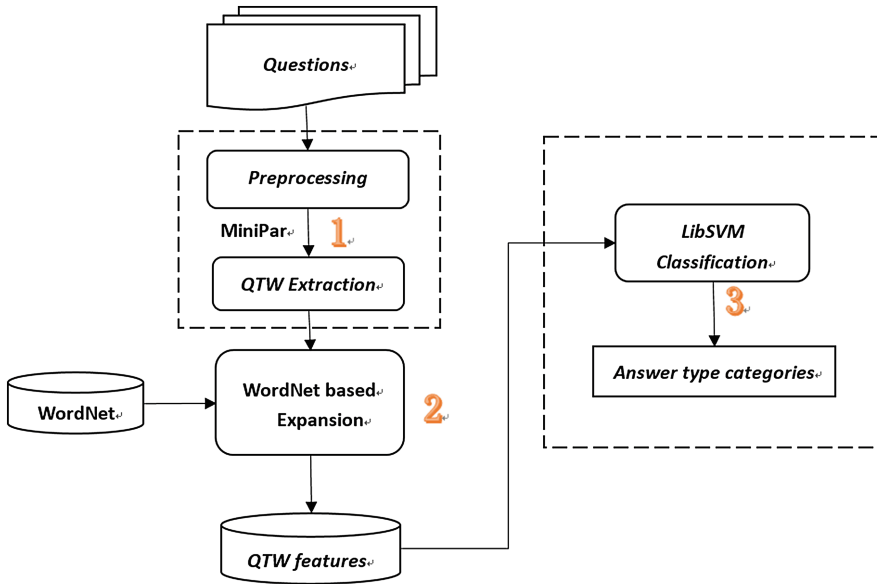 Questions
Preprocessing
MiniPar
1
QTW Extraction
WordNet
WordNet based
Expansion
2
QTW features
LibSVM
Classification
3
Answer type categories